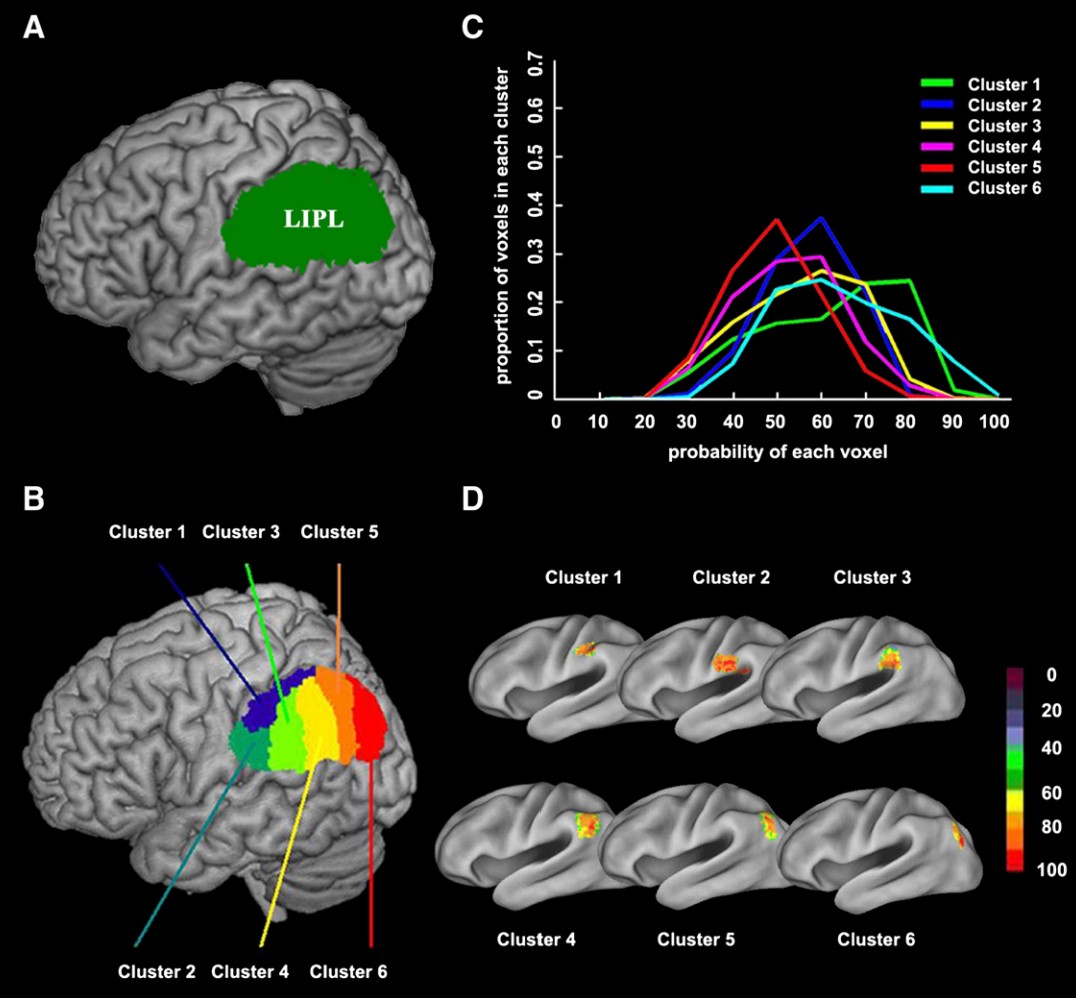 A
LIPL
C
proportion of voxels in each cluster
0.7
0.6
0.5
0.4
0.3
0.2
0.1
0
0 10 20 30 40 50 60 70 80 90 100
probability of each voxel
Cluster 1
Cluster 2
Cluster 3
Cluster 4
Cluster 5
Cluster 6
B
Cluster 1 Cluster 3 Cluster 5
Cluster 2 Cluster 4 Cluster 6
D
Cluster 1 Cluster 2 Cluster 3
Cluster 4 Cluster 5 Cluster 6
0
20
40
60
80
100